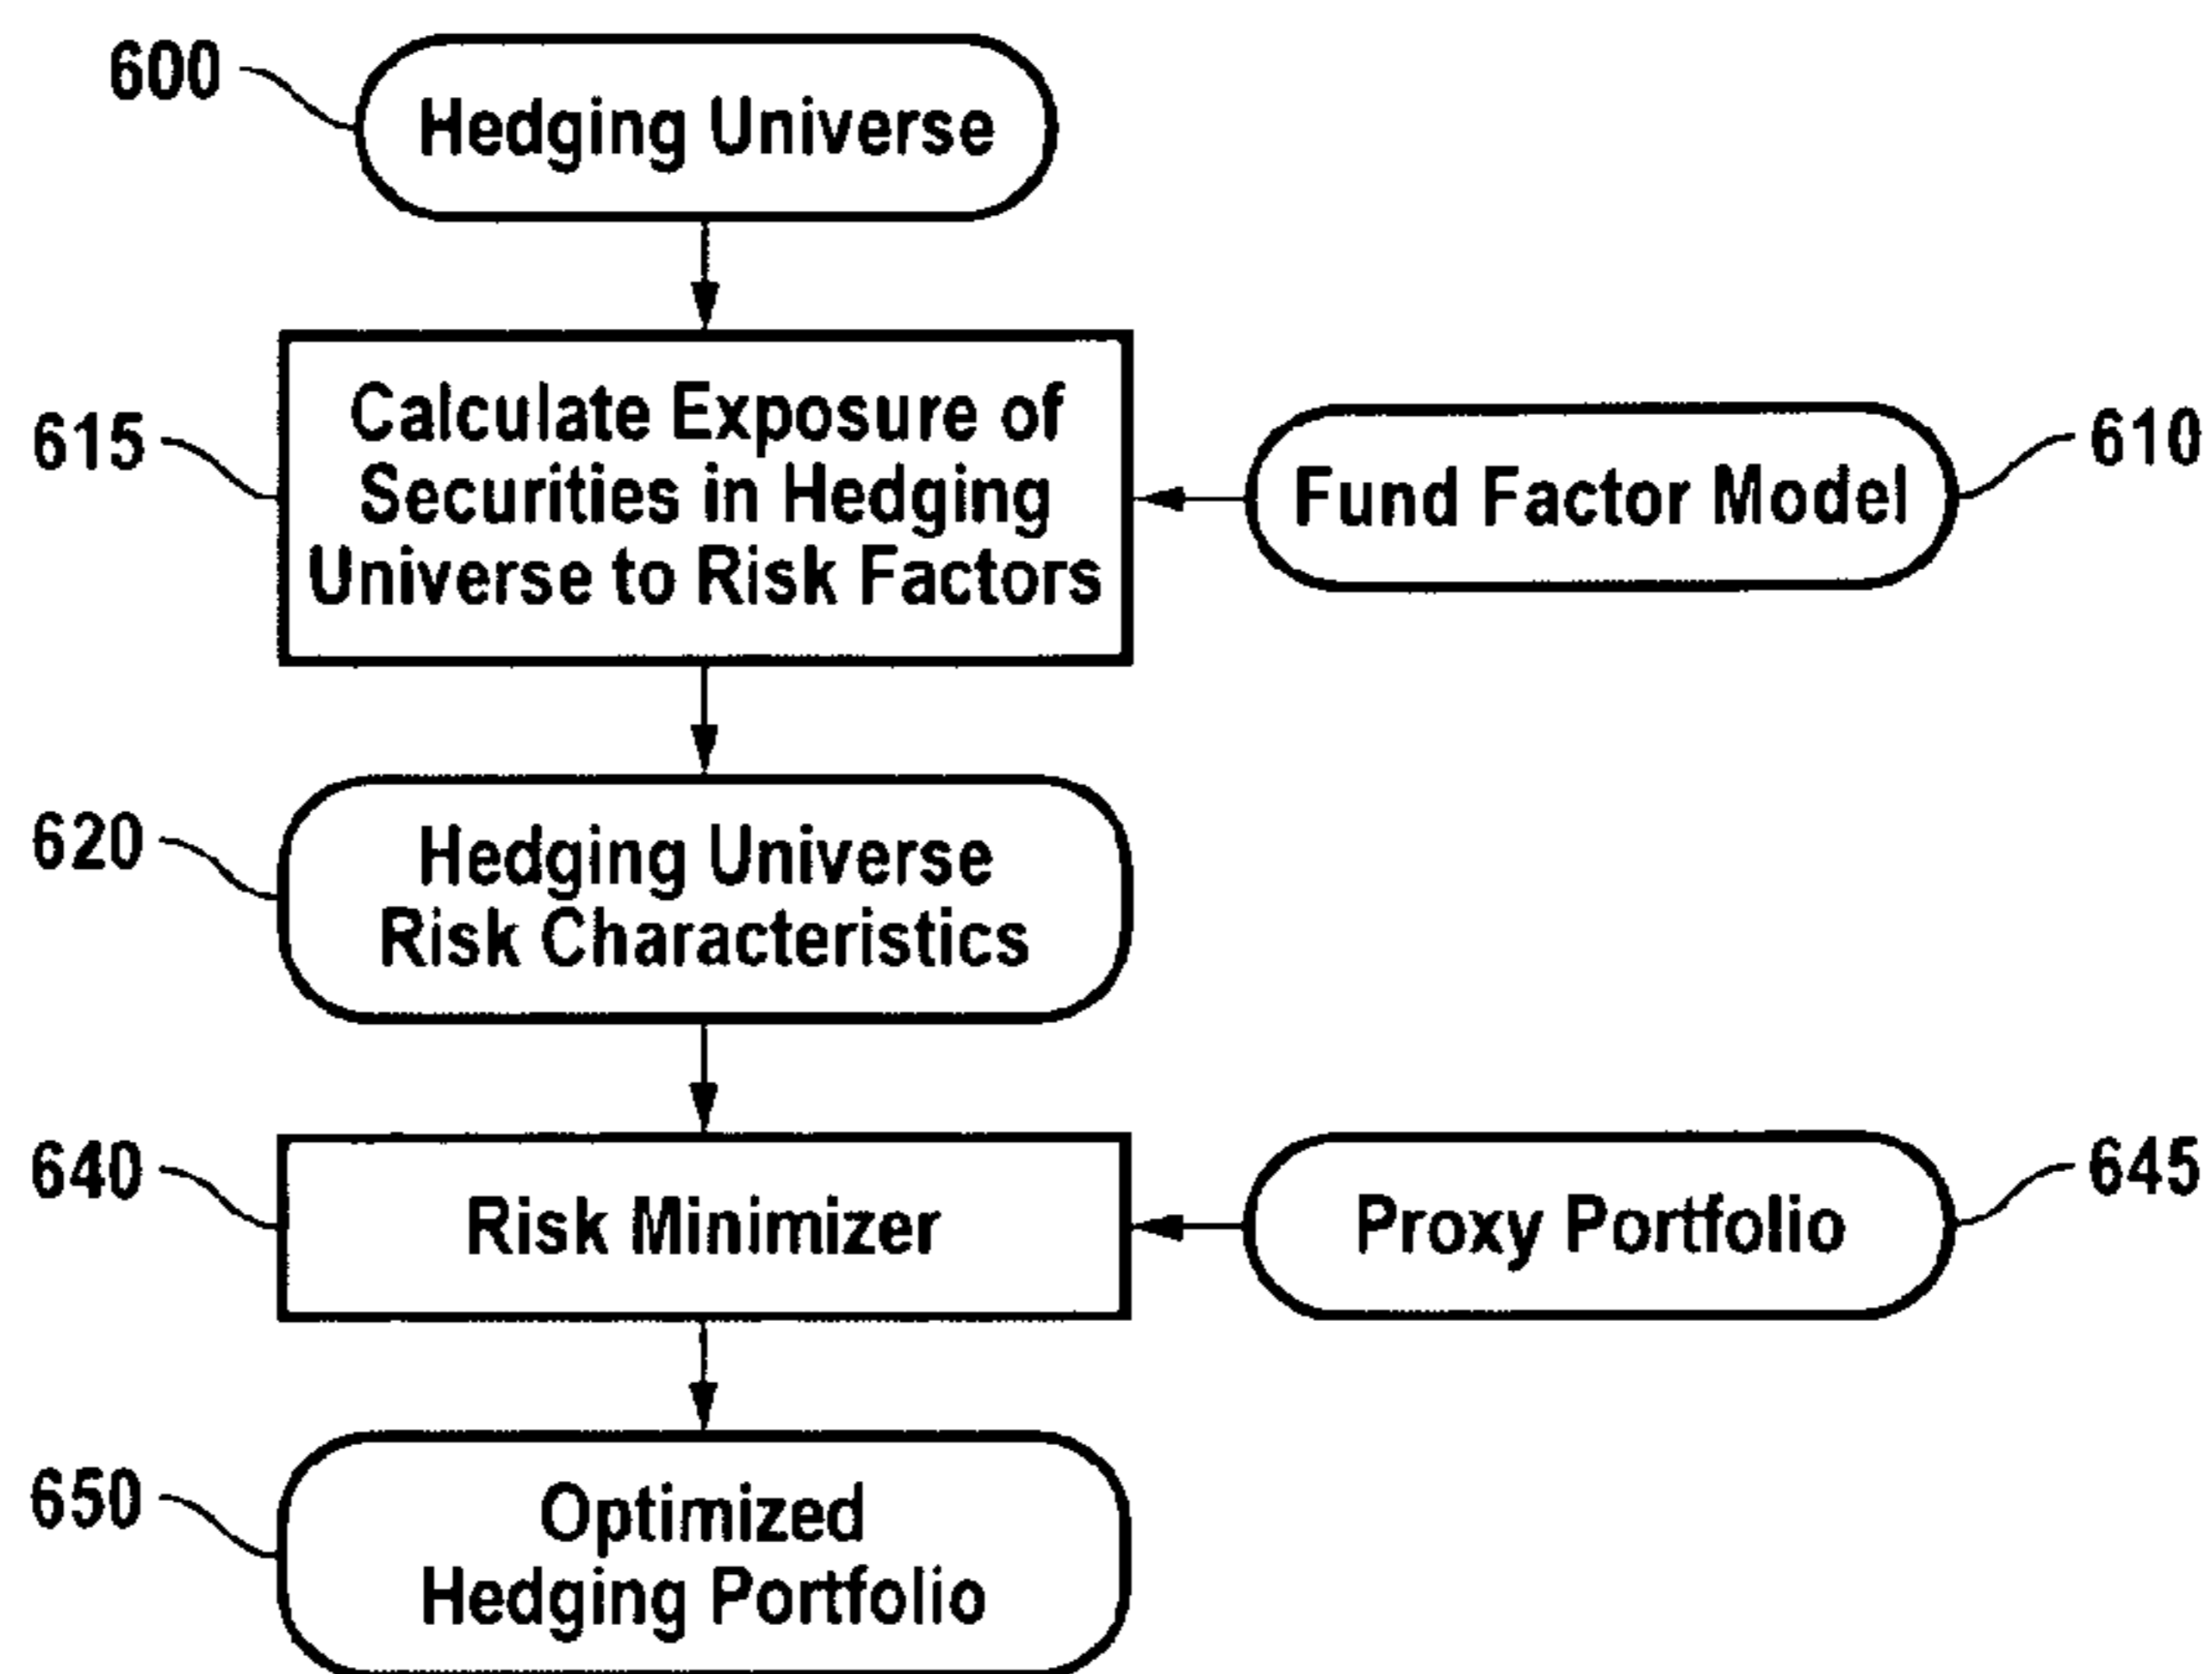 600
Hedging Universe
615
Calculate Exposure of
Securities in Hedging
Universe to Risk Factors
Fund Factor Model
610
620
Hedging Universe
Risk Characteristics
640
Risk Minimizer
Proxy Portfolio
645
650
Optimized
Hedging Portfolio